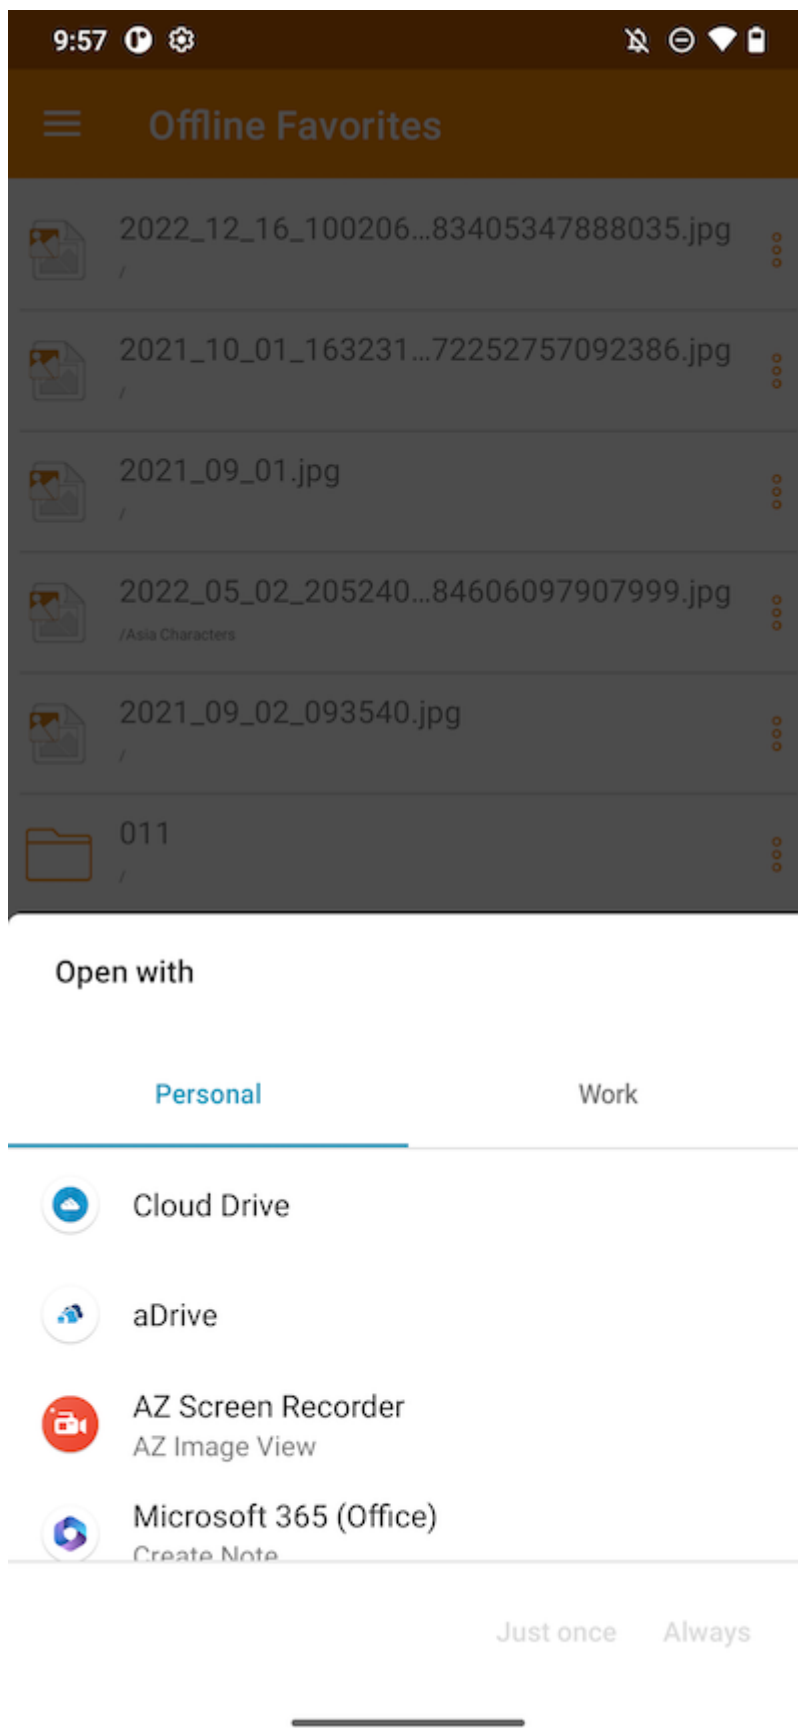 9:57
Offline Favorites
2022_12_16_100206...83405347888035.jpg
/
2021_10_01_163231...72252757092386.jpg
/
2021_09_01.jpg
/
2022_05_02_205240...84606097907999.jpg
/Asia Characters
2021_09_02_093540.jpg
/
011
/
Open with
Personal Work
Cloud Drive
aDrive
AZ Screen Recorder
AZ Image View
Microsoft 365 (Office)
Create Note
Just once Always